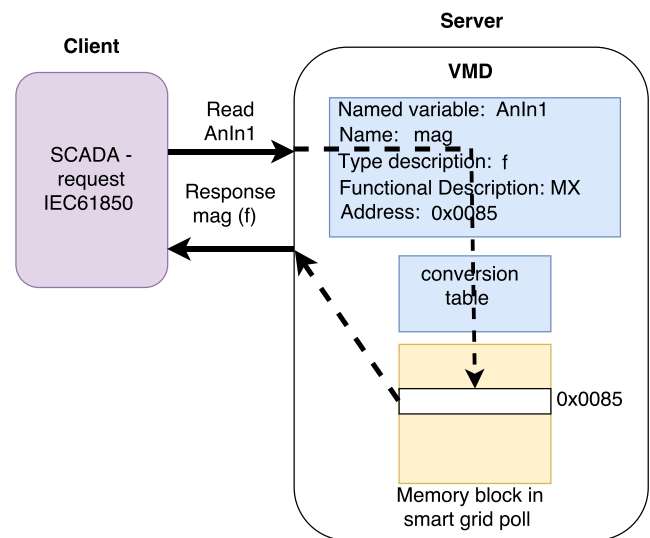 Server
Client
VMD
Named variable: AnIn1
Name: mag
Type description: f
Functional Description: MX
Address: 0x0085
Read
AnIn1
SCADA -
request
IEC61850
Response
mag (f)
conversion
table
0x0085
Memory block in
smart grid poll